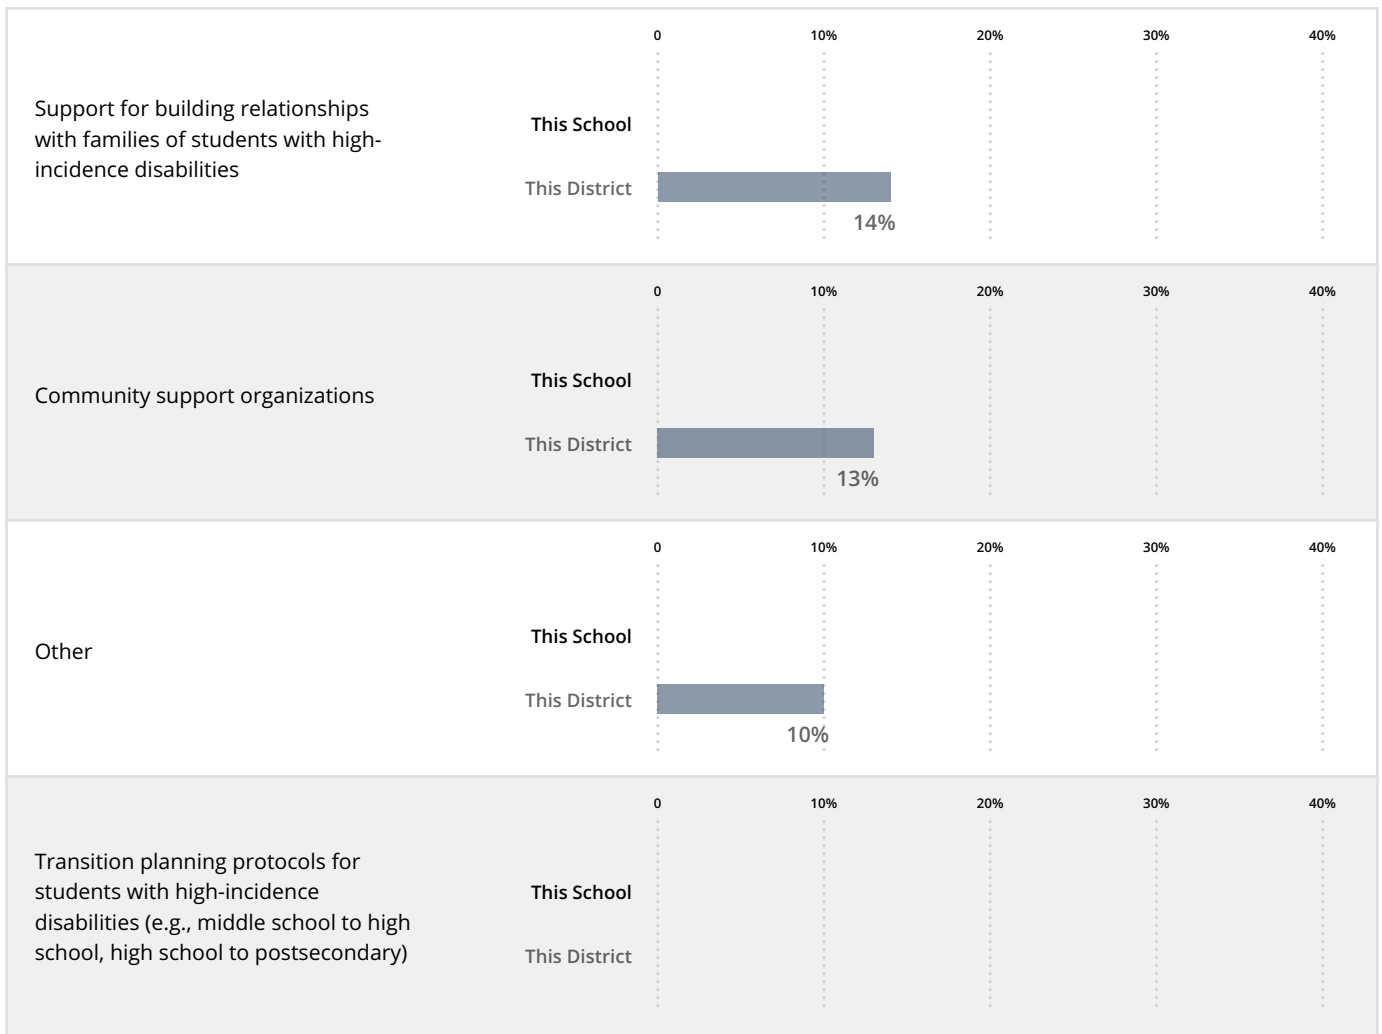 0 10% 20% 30% 40%
Support for building relationships
with families of students with high-
incidence disabilities
This School
This District
14%
0 10% 20% 30% 40%
Community support organizations
This School
This District
13%
0 10% 20% 30% 40%
Other
This School
This District
10%
0 10% 20% 30% 40%
Transition planning protocols for
students with high-incidence
disabilities (e.g., middle school to high
school, high school to postsecondary)
This School
This District